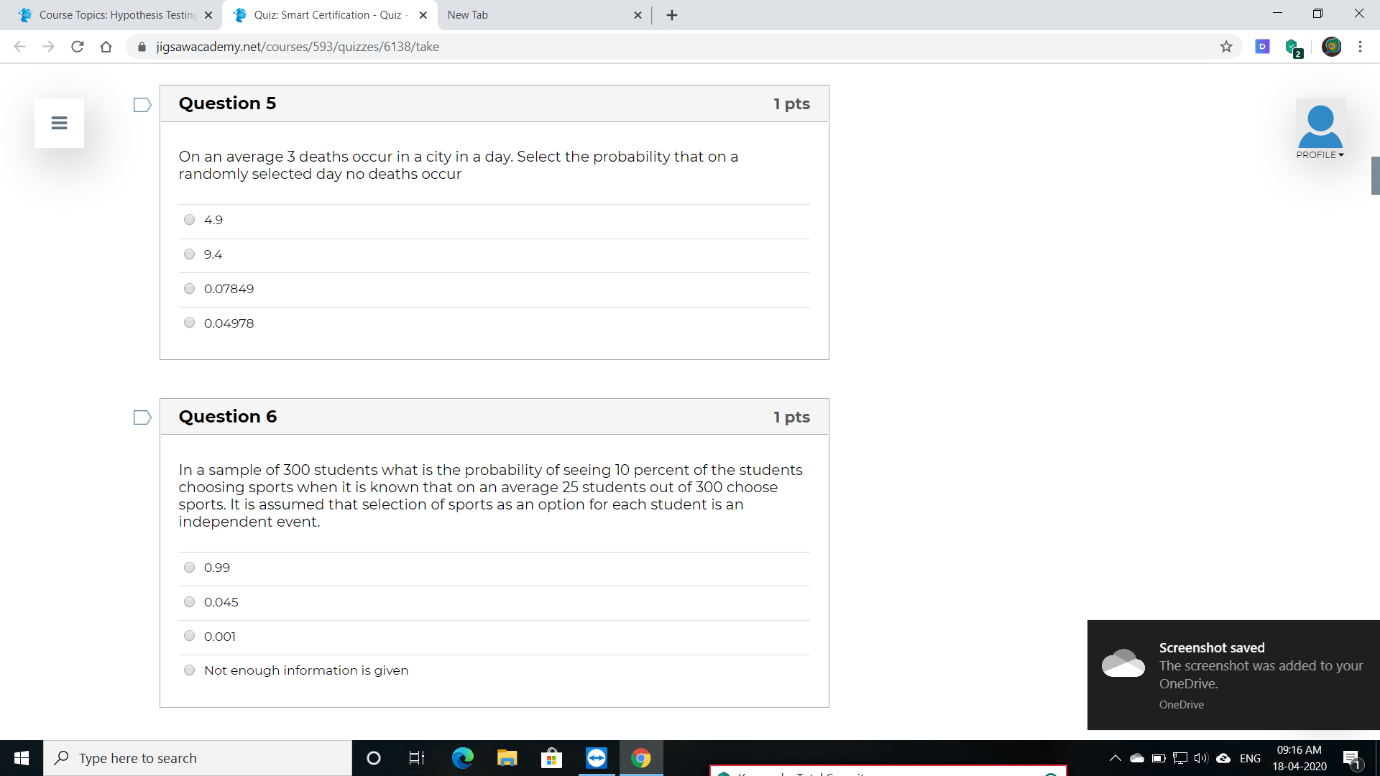 Course Topics: Hypothesis Testing
Quiz: Smart Certification - Quiz -
New Tab
jigsawacademy.net/courses/593/quizzes/6138/take
D
2
Question 5
1 pts
PROFILE
On an average 3 deaths occur in a city in a day. Select the probability that on a
randomly selected day no deaths occur
4.9
9.4
0.07849
0.04978
Question 6
1 pts
In a sample of 300 students what is the probability of seeing 10 percent of the students
choosing sports when it is known that on an average 25 students out of 300 choose
sports. It is assumed that selection of sports as an option for each student is an
independent event.
0.99
0.045
0.001
Not enough information is given
Screenshot saved
The screenshot was added to your
OneDrive.
OneDrive
Type here to search
ENG
09:16 AM
18-04-2020
1